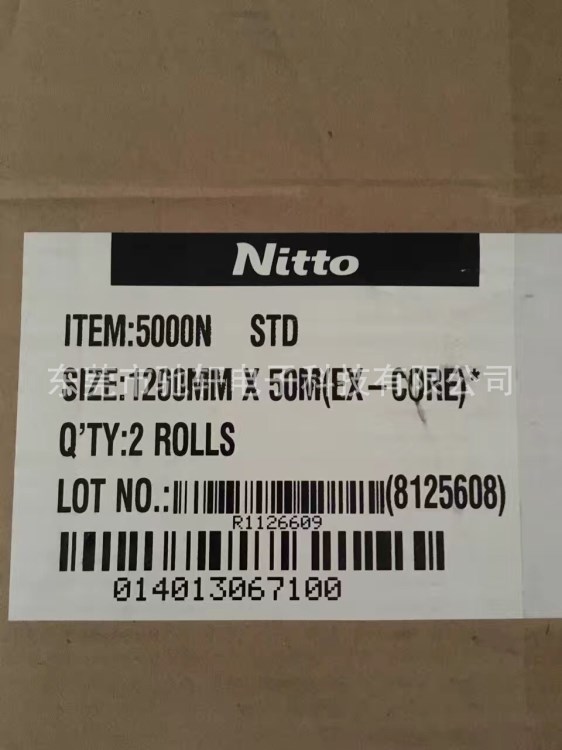 Nitto
ITEM:5000N STD
SIZE:1200MM X 50M(EX-CORE)*
Q'TY:2 ROLLS
LOT NO.:(8125608)
R1126609
014013067100